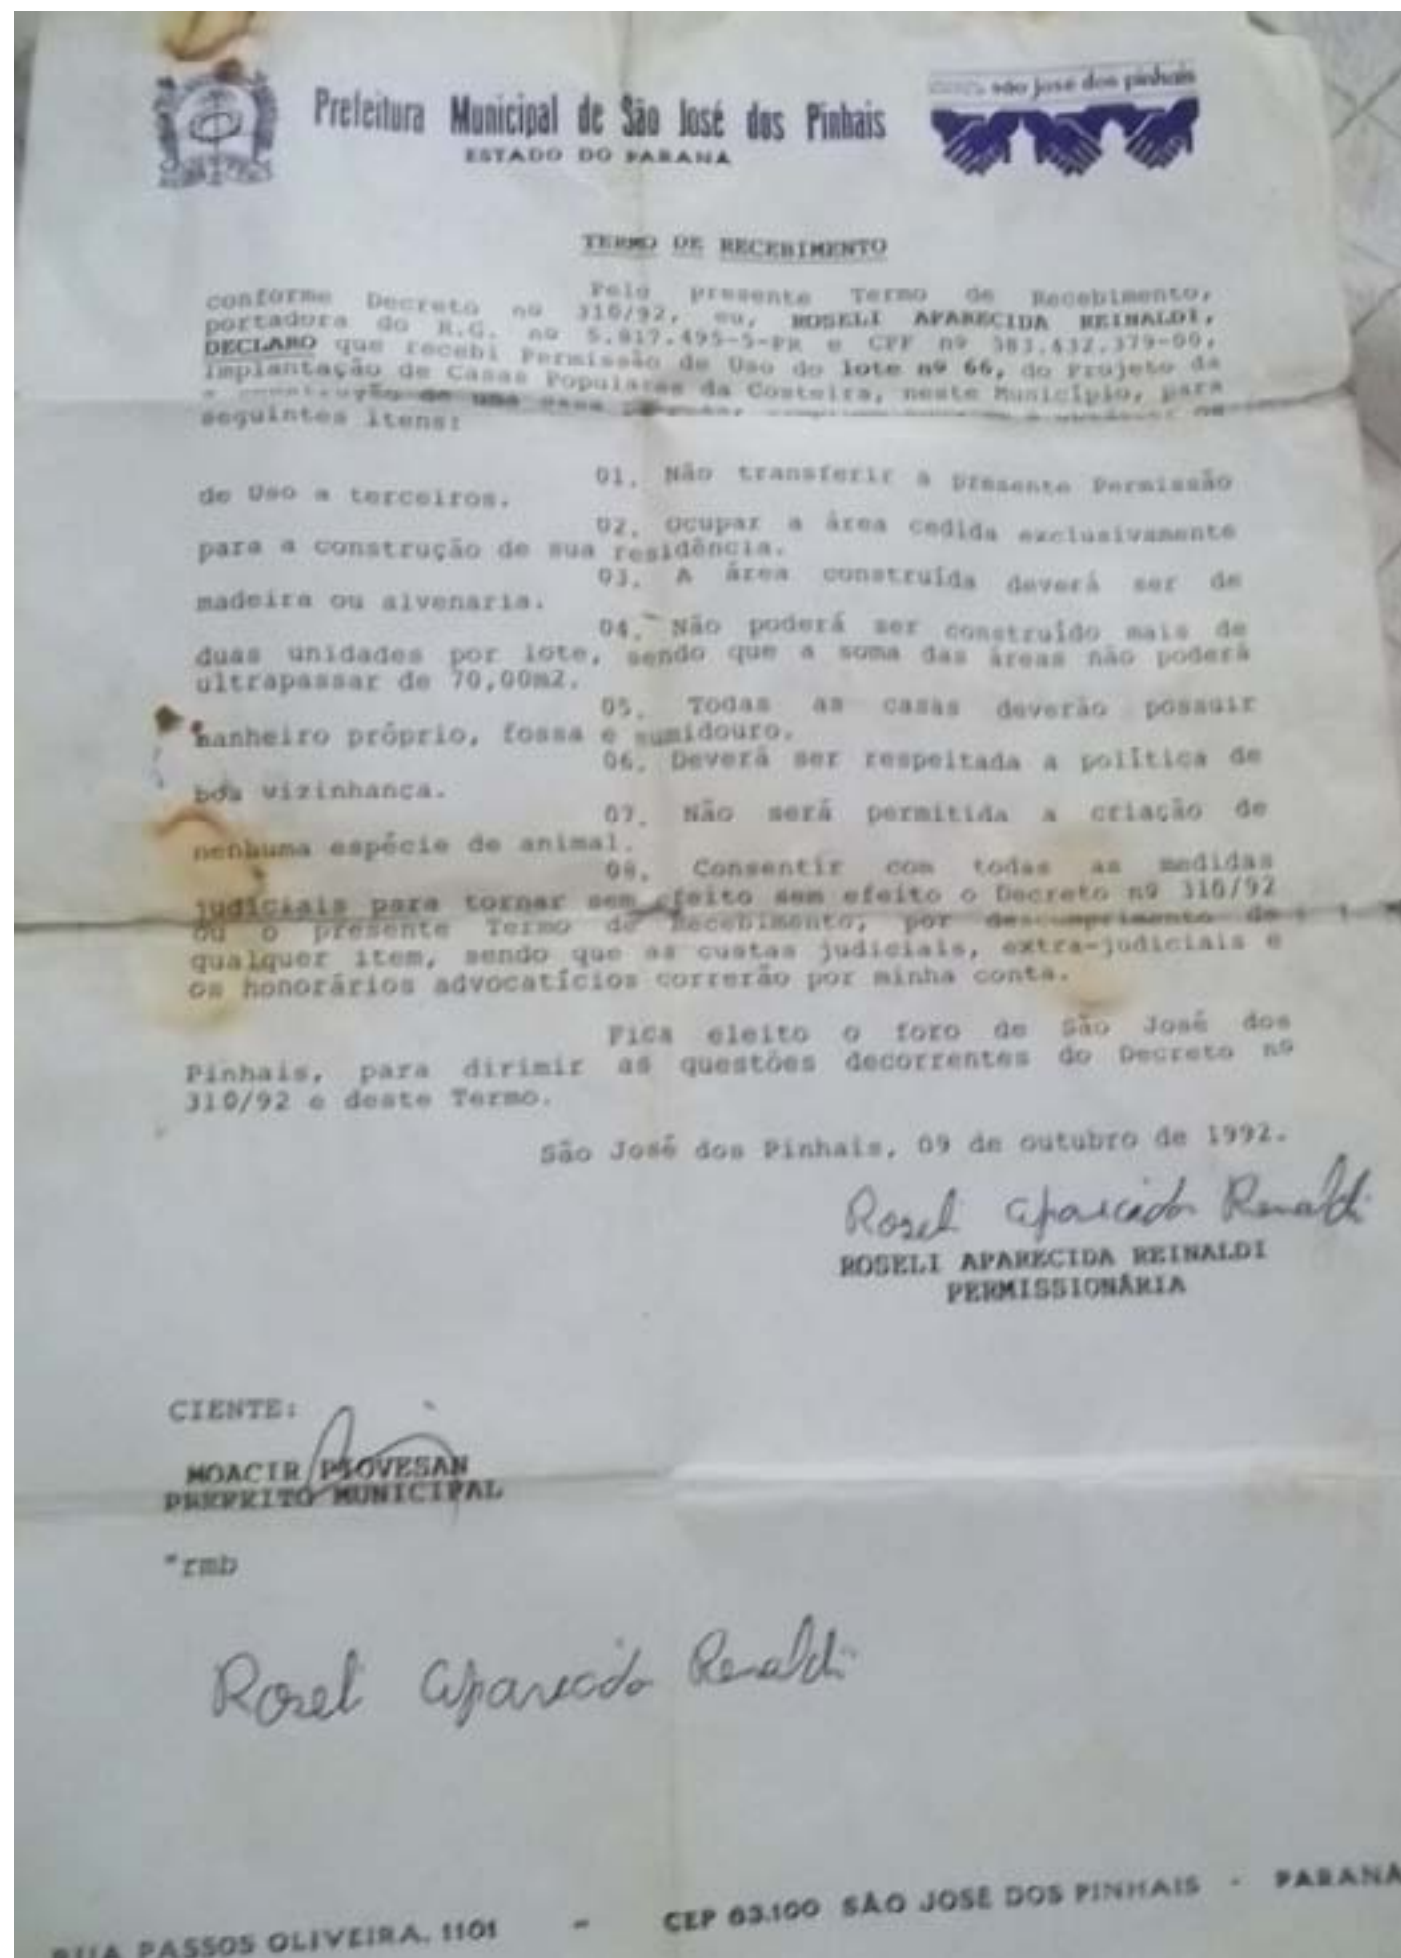 Prefeitura Municipal de São José dos Pinhais
ESTADO DO PARANÁ
são josé dos pinhais
TERMO DE RECEBIMENTO
Pelo presente Termo de Recebimento,
conforme Decreto nº 310/92, eu, ROSELI APARECIDA REINALDI,
portadora do R.G. nº 5.817.495-5-PR e CPF nº 383.432.379-00,
DECLARO que recebi Permissão de Uso do lote nº 66, do Projeto de
Implantação de Casas Populares da Costeira, neste Município, para
a construção de uma casa
seguintes itens:
01. Não transferir a presente Permissão
de Uso a terceiros.
02. Ocupar a área cedida exclusivamente
para a construção de sua residência.
03. A área construída deverá ser de
madeira ou alvenaria.
04. Não poderá ser construído mais de
duas unidades por lote, sendo que a soma das áreas não poderá
ultrapassar de 70,00m2.
05. Todas as casas deverão possuir
banheiro próprio, fossa e sumidouro.
06. Deverá ser respeitada a política de
boa vizinhança.
07. Não será permitida a criação de
nenhuma espécie de animal.
08. Consentir com todas as medidas
judiciais para tornar sem efeito sem efeito o Decreto nº 310/92
ou o presente Termo de Recebimento, por descumprimento de
qualquer item, sendo que as custas judiciais, extra-judiciais e
os honorários advocatícios correrão por minha conta.
Fica eleito o foro de São José dos
Pinhais, para dirimir as questões decorrentes do Decreto nº
310/92 e deste Termo.
São José dos Pinhais, 09 de outubro de 1992.
Roseli Aparecida Renaldi
ROSELI APARECIDA REINALDI
PERMISSIONÁRIA
CIENTE:
MOACIR PIOVESAN
PREFEITO MUNICIPAL
*rmb
Roseli Aparecida Renaldi
RUA PASSOS OLIVEIRA, 1101 - CEP 83.100 SÃO JOSÉ DOS PINHAIS - PARANÁ